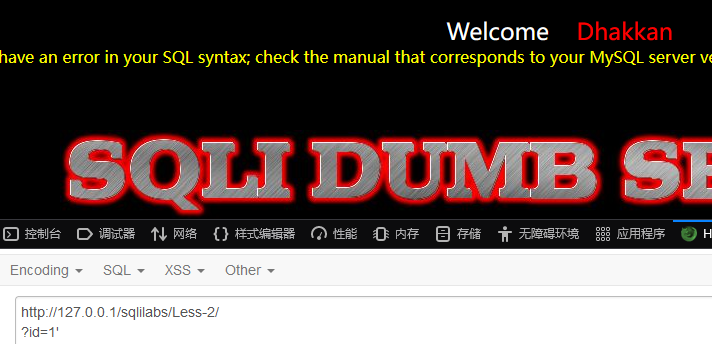 Welcome Dhakkan
have an error in your SQL syntax; check the manual that corresponds to your MySQL server ve
SQLI DUMB SE
控制台 调试器 网络 样式编辑器 性能 内存 存储 无障碍环境 应用程序 H
Encoding SQL XSS Other
http://127.0.0.1/sqlilabs/Less-2/
?id=1'